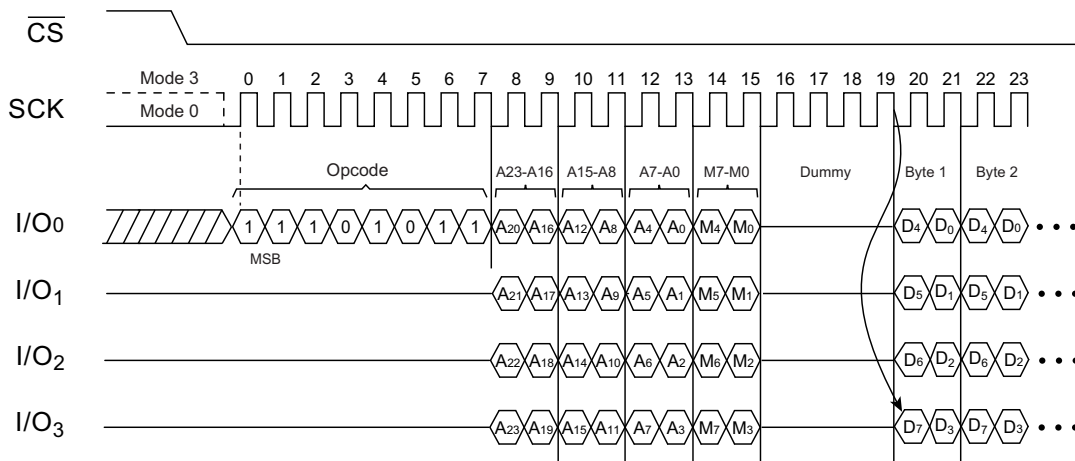 CS
Mode 3
0 1 2 3 4 5 6 7 8 9 10 11 12 13 14 15 16 17 18 19 20 21 22 23
SCK
Mode 0
Opcode A23-A16 A15-A8 A7-A0 M7-M0 Dummy Byte 1 Byte 2
I/O0 1 1 1 0 1 0 1 1 A20 A16 A12 A8 A4 A0 M4 M0 D4 D0 D4 D0 • • •
MSB
I/O1 A21 A17 A13 A9 A5 A1 M5 M1 D5 D1 D5 D1 • • •
I/O2 A22 A18 A14 A10 A6 A2 M6 M2 D6 D2 D6 D2 • • •
I/O3 A23 A19 A15 A11 A7 A3 M7 M3 D7 D3 D7 D3 • • •